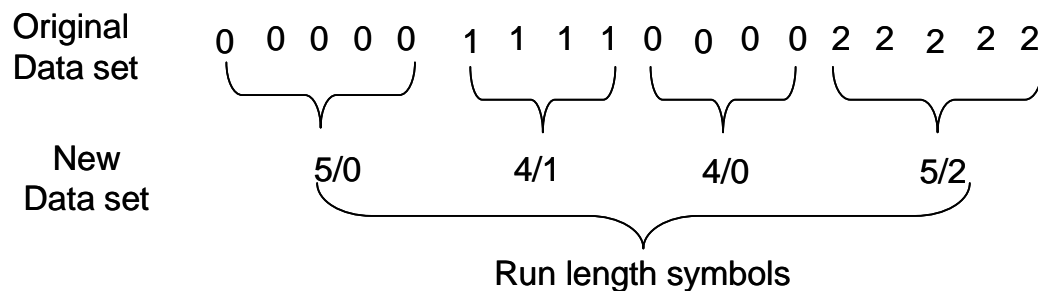 Original
Data set
0 0 0 0 0 1 1 1 1 0 0 0 0 2 2 2 2 2
New
Data set
5/0 4/1 4/0 5/2
Run length symbols